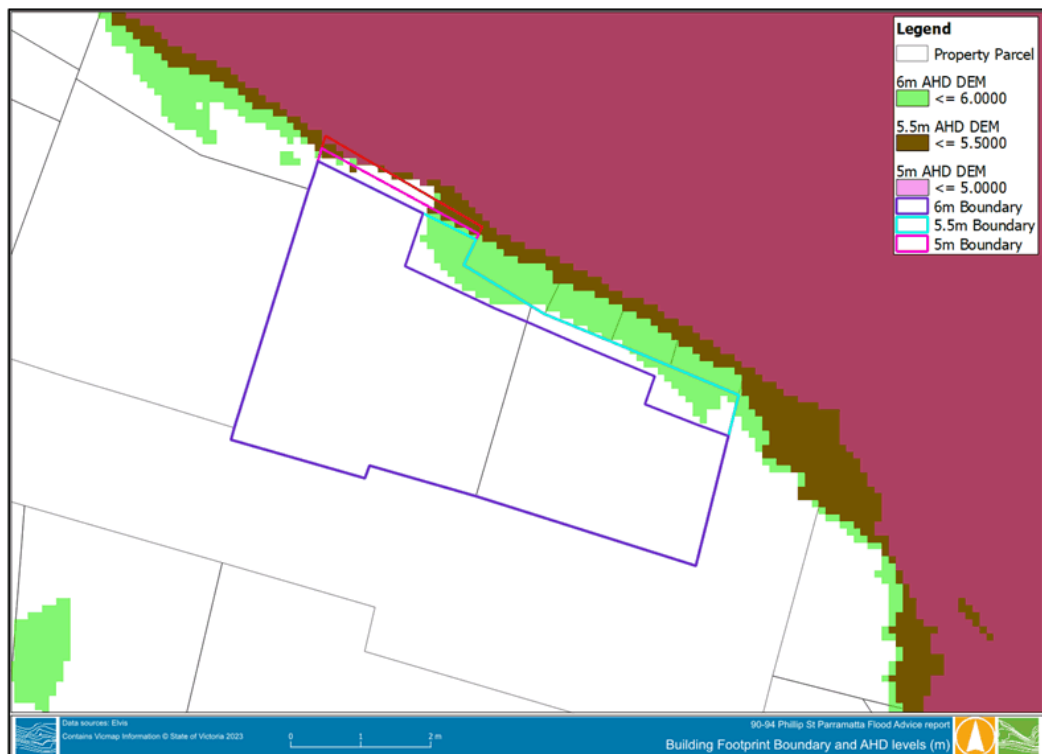 Legend
Property Parcel
6m AHD DEM
<= 6.0000
5.5m AHD DEM
<= 5.5000
5m AHD DEM
<= 5.0000
6m Boundary
5.5m Boundary
5m Boundary
Data sources: Elvis
Contains Vicmap Information © State of Victoria 2023
0 1 2 m
90-94 Phillip St Parramatta Flood Advice report
Building Footprint Boundary and AHD levels (m)